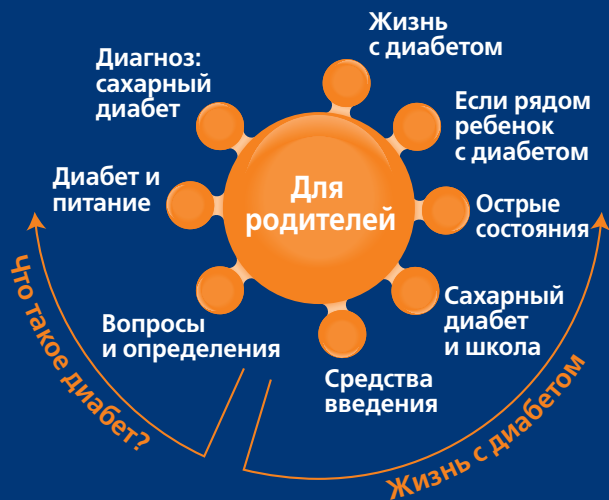 Жизнь
с диабетом
Диагноз:
сахарный
диабет
Если рядом
ребенок
с диабетом
Диабет и
питание
Для
родителей
Острые
состояния
Вопросы
и определения
Сахарный
диабет
и школа
Средства
введения
Что такое диабет?
Жизнь с диабетом